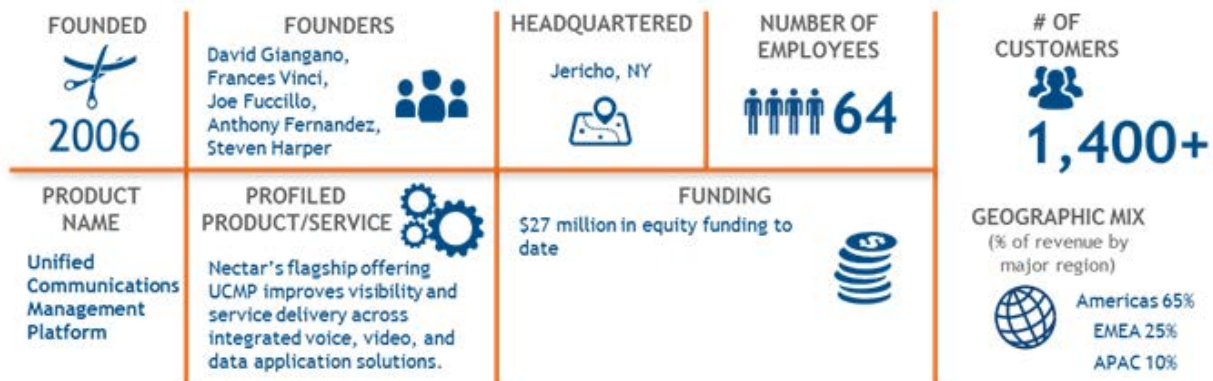 FOUNDED
2006
FOUNDERS
David Giangano,
Frances Vinci,
Joe Fuccillo,
Anthony Fernandez,
Steven Harper
HEADQUARTERED
Jericho, NY
NUMBER OF
EMPLOYEES
64
# OF
CUSTOMERS
1,400+
PRODUCT
NAME
Unified
Communications
Management
Platform
PROFILED
PRODUCT/SERVICE
Nectar's flagship offering
UCMP improves visibility and
service delivery across
integrated voice, video, and
data application solutions.
FUNDING
$27 million in equity funding to
date
$
GEOGRAPHIC MIX
(% of revenue by
major region)
Americas 65%
EMEA 25%
APAC 10%